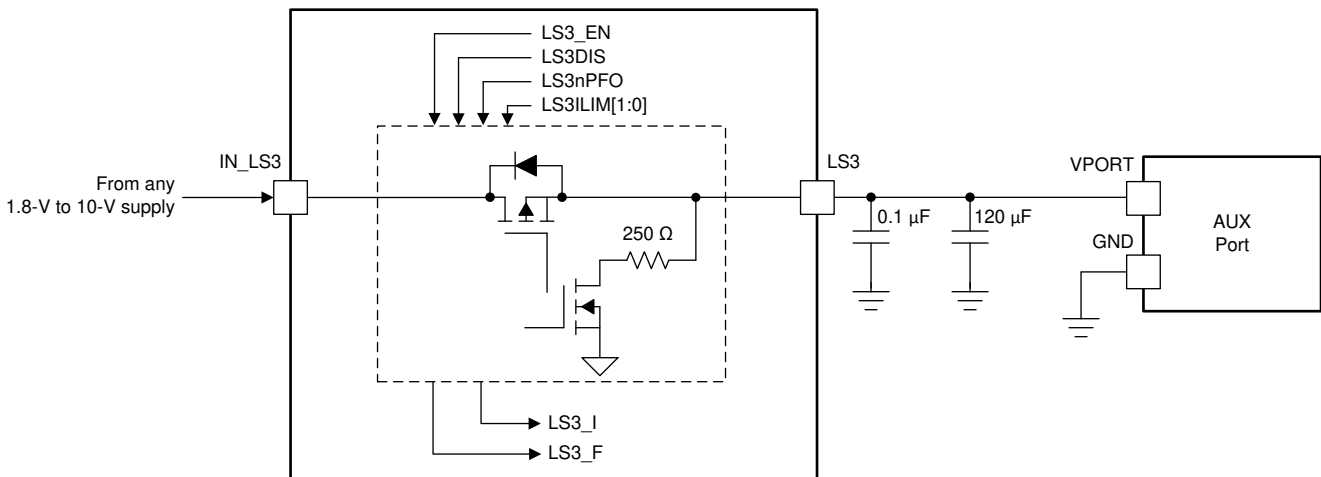 LS3_EN
LS3DIS
LS3nPFO
LS3ILIM[1:0]
IN_LS3
From any
1.8-V to 10-V supply
250 Ω
LS3
0.1 µF
120 µF
VPORT
GND
AUX
Port
LS3_I
LS3_F